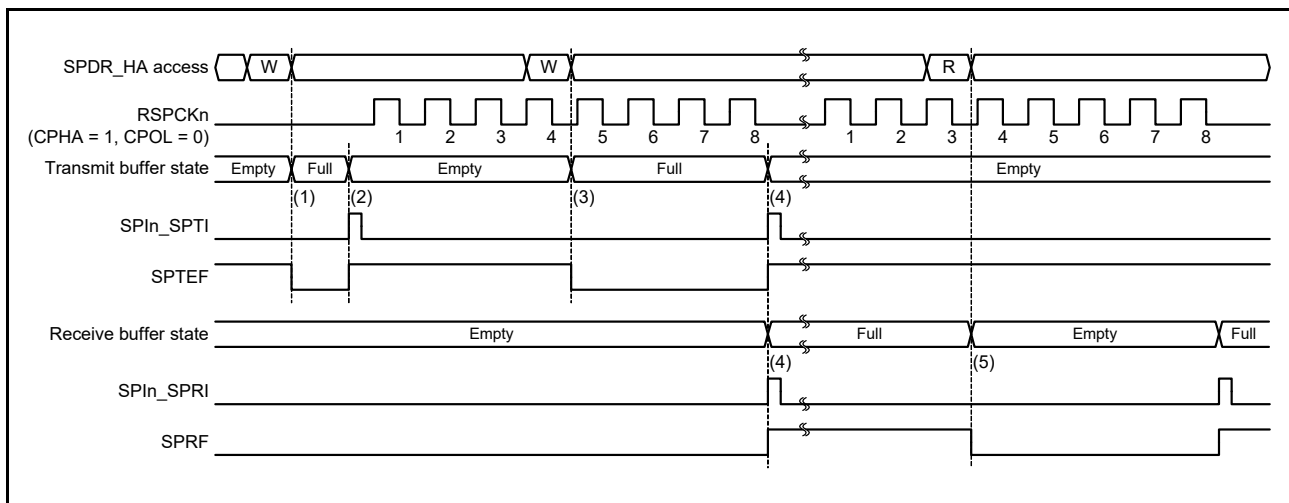 SPDR_HA access W W R
RSPCKn
(CPHA = 1, CPOL = 0) 1 2 3 4 5 6 7 8 1 2 3 4 5 6 7 8
Transmit buffer state Empty Full Empty Full Empty
(1) (2) (3) (4)
SPIn_SPTI
SPTEF
Receive buffer state Empty Full Empty Full
(4) (5)
SPIn_SPRI
SPRF